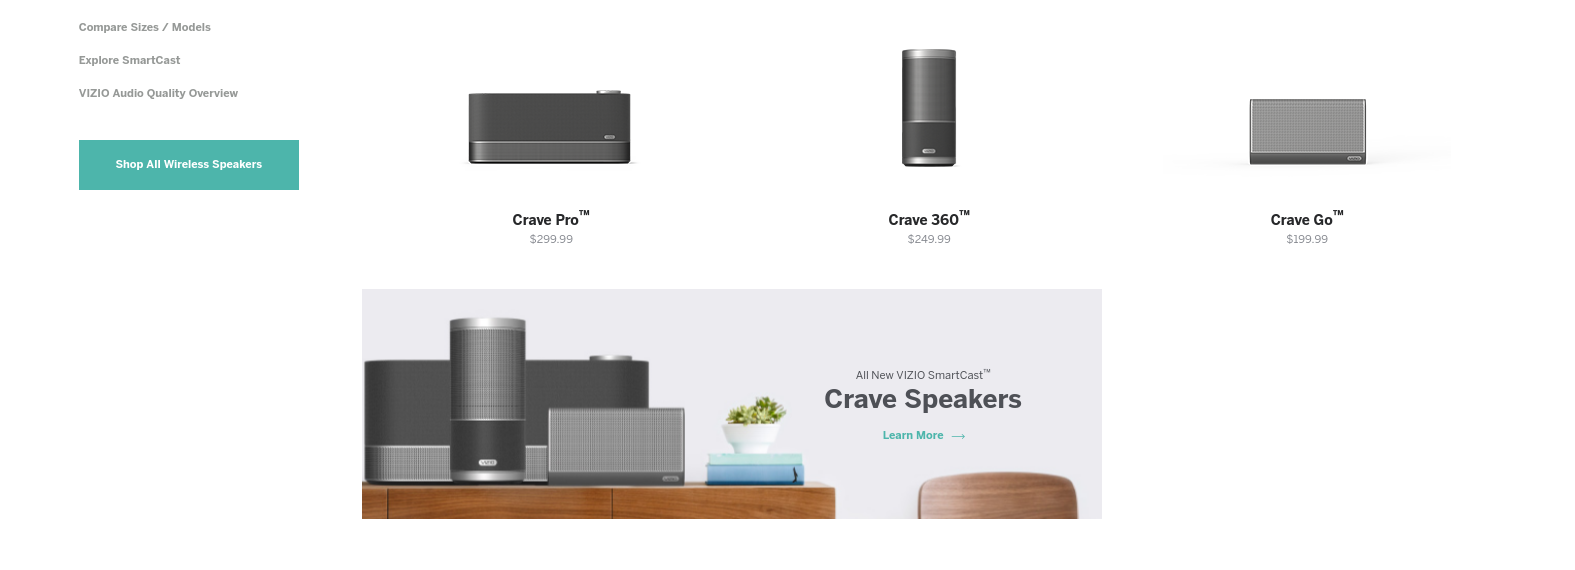 Compare Sizes / Models
Explore SmartCast
VIZIO Audio Quality Overview
Shop All Wireless Speakers
Crave Pro™
$299.99
Crave 360™
$249.99
Crave Go™
$199.99
All New VIZIO SmartCast™
Crave Speakers
Learn More →